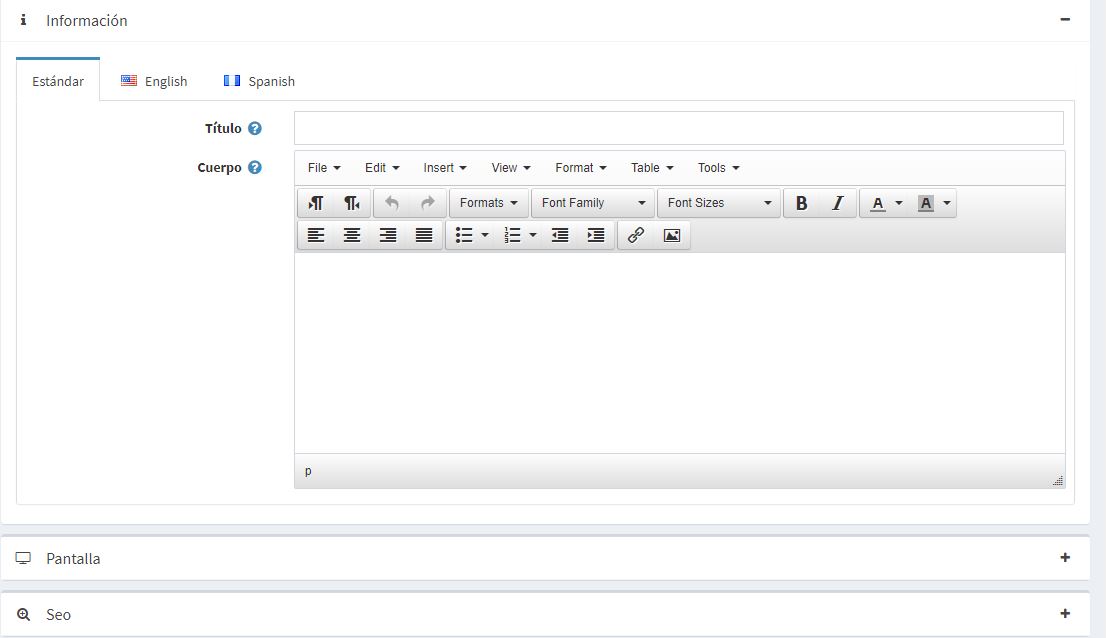 Información
Estándar English Spanish
Título
Cuerpo
File Edit Insert View Format Table Tools
Formats Font Family Font Sizes B I A A
p
Pantalla
Seo